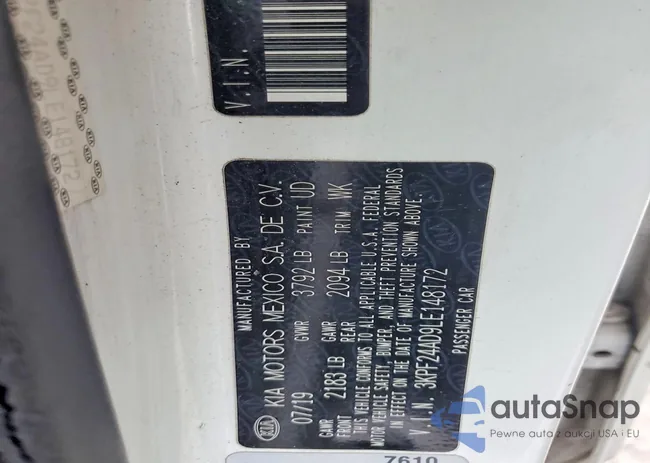 V.I.N.
MANUFACTURED BY
KIA KIA MOTORS MEXICO S.A. DE C.V.
07/19 GVWR 3792 LB PAINT UD
GAWR FRONT 2183 LB GAWR REAR 2094 LB TRIM WK
THIS VEHICLE CONFORMS TO ALL APPLICABLE U.S.A. FEDERAL
MOTOR VEHICLE SAFETY, BUMPER, AND THEFT PREVENTION STANDARDS
IN EFFECT ON THE DATE OF MANUFACTURE SHOWN ABOVE.
V.I.N. 3KPF24AD9LE148172
PASSENGER CAR
7610
autoSnap
Pewne auta z aukcji USA i EU